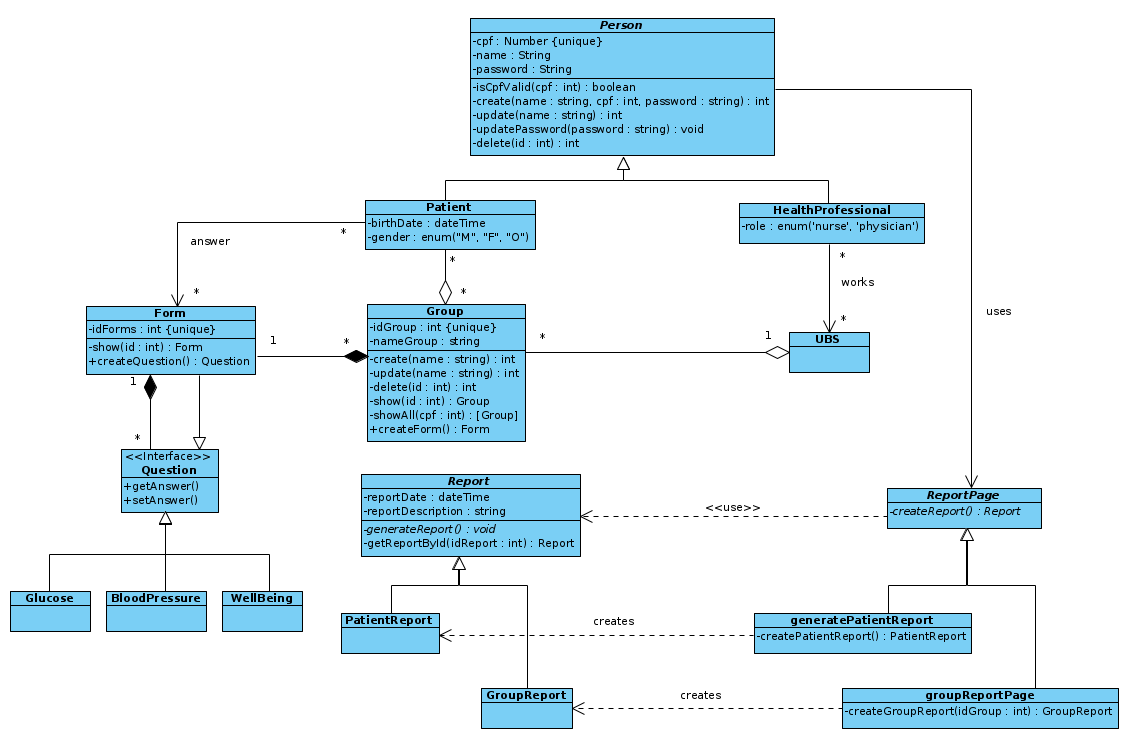 Person
-cpf : Number {unique}
-name : String
-password : String
-isCpfValid(cpf : int) : boolean
-create(name : string, cpf : int, password : string) : int
-update(name : string) : int
-updatePassword(password : string) : void
-delete(id : int) : int
Patient
-birthDate : dateTime
-gender : enum("M", "F", "O")
HealthProfessional
-role : enum('nurse', 'physician')
answer
*
*
*
*
*
works
*
uses
Form
-idForms : int {unique}
-show(id : int) : Form
+createQuestion() : Question
1
*
Group
-idGroup : int {unique}
-nameGroup : string
-create(name : string) : int
-update(name : string) : int
-delete(id : int) : int
-show(id : int) : Group
-showAll(cpf : int) : [Group]
+createForm() : Form
*
1
UBS
1
*
<<Interface>>
Question
+getAnswer()
+setAnswer()
Report
-reportDate : dateTime
-reportDescription : string
-generateReport() : void
-getReportById(idReport : int) : Report
<<use>>
ReportPage
-createReport() : Report
Glucose
BloodPressure
WellBeing
PatientReport
creates
generatePatientReport
-createPatientReport() : PatientReport
GroupReport
creates
groupReportPage
-createGroupReport(idGroup : int) : GroupReport